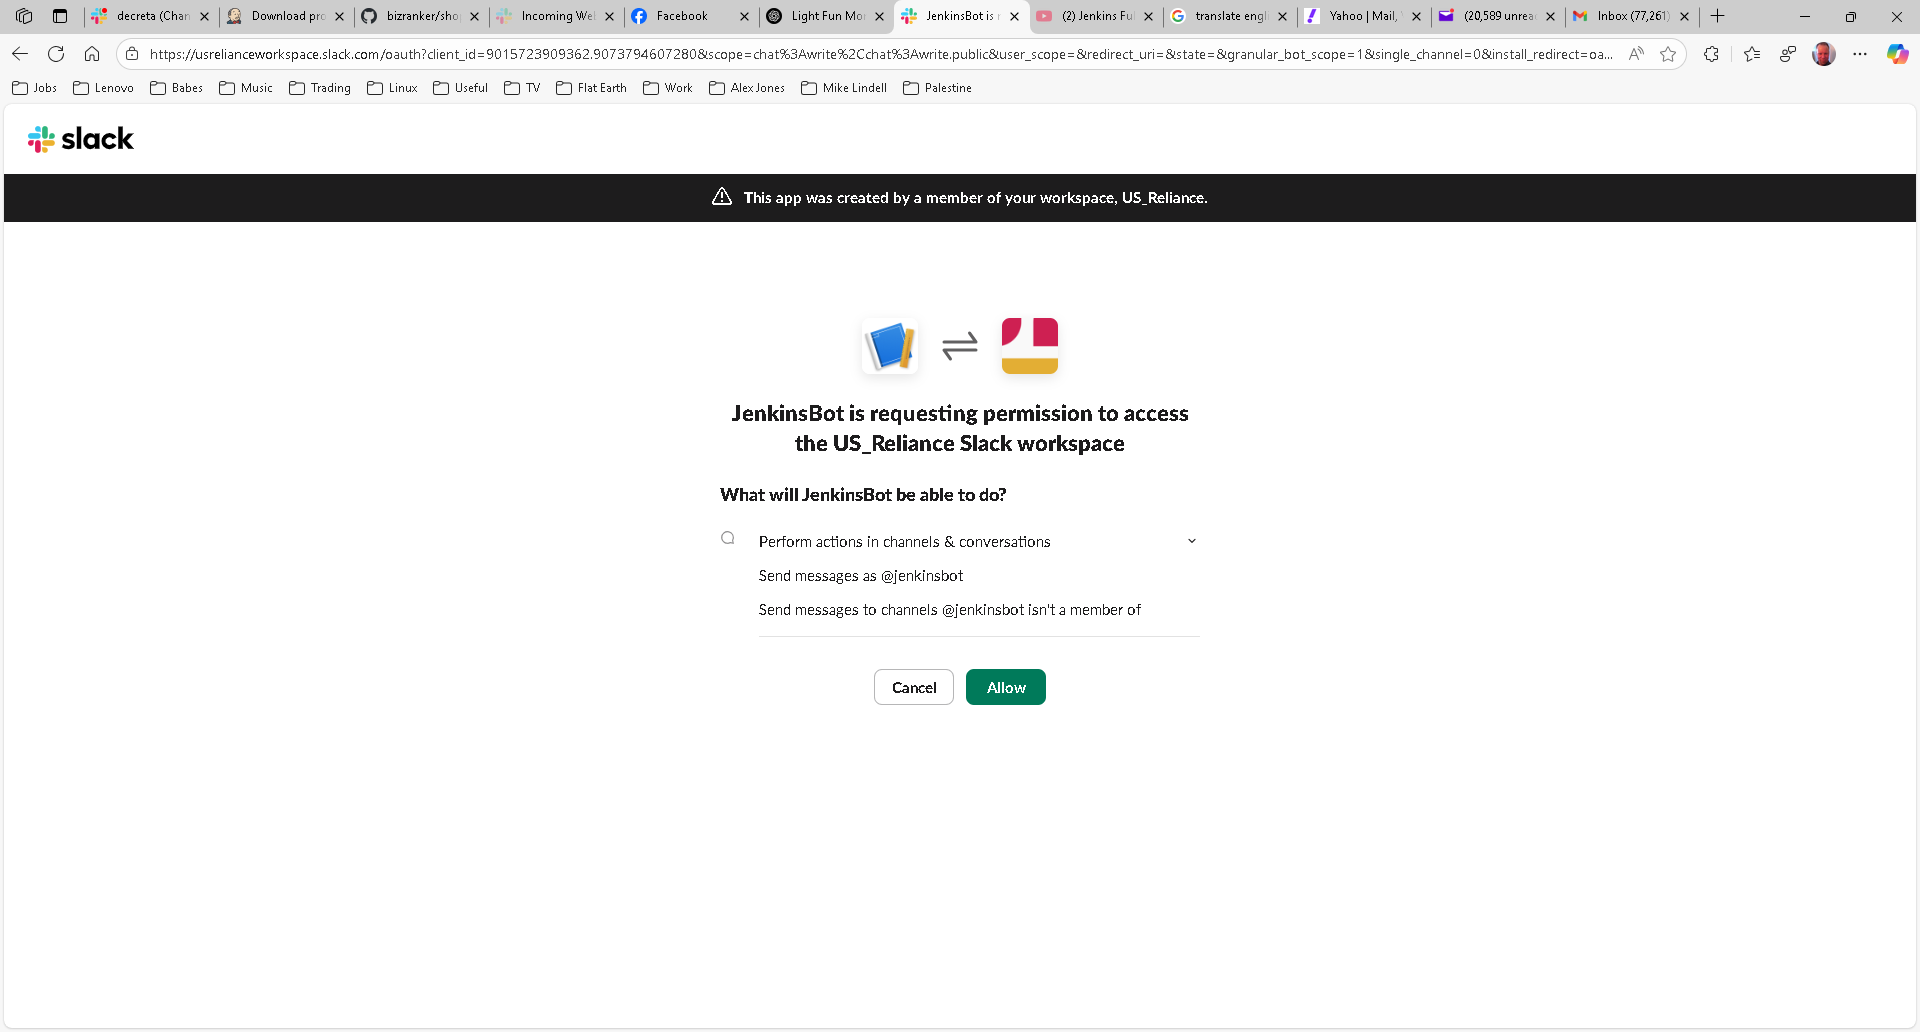 decreta (Chan
Download pro
bizranker/sho
Incoming Web
Facebook
Light Fun Mor
JenkinsBot is r
(2) Jenkins Ful
translate engli
Yahoo | Mail,
(20,589 unrea
Inbox (77,261)
https://usrelianceworkspace.slack.com/oauth?client_id=9015723909362.9073794607280&scope=chat%3Awrite%2Cchat%3Awrite.public&user_scope=&redirect_uri=&state=&granular_bot_scope=1&single_channel=0&install_redirect=oa...
Jobs
Lenovo
Babes
Music
Trading
Linux
Useful
TV
Flat Earth
Work
Alex Jones
Mike Lindell
Palestine
slack
This app was created by a member of your workspace, US_Reliance.
JenkinsBot is requesting permission to access
the US_Reliance Slack workspace
What will JenkinsBot be able to do?
Perform actions in channels & conversations
Send messages as @jenkinsbot
Send messages to channels @jenkinsbot isn't a member of
Cancel
Allow